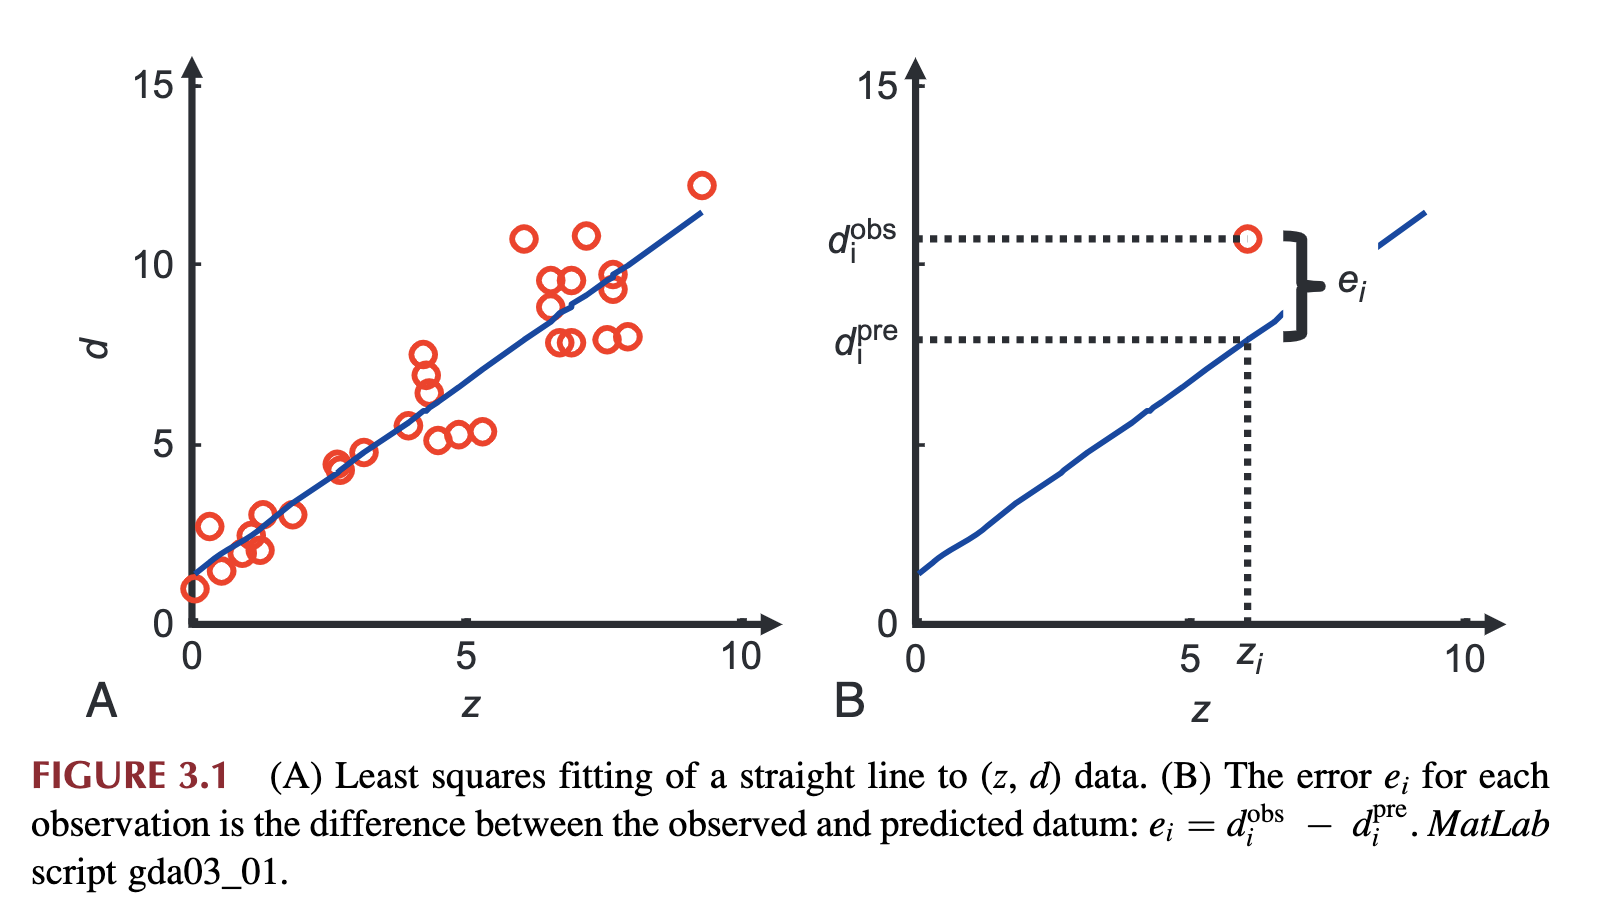 15
10
5
0
0 5 10
d
z
A
15
d_i^obs
d_i^pre
0
0 5 z_i 10
e_i
z
B
FIGURE 3.1 (A) Least squares fitting of a straight line to (z, d) data. (B) The error e_i for each
observation is the difference between the observed and predicted datum: e_i = d_i^obs − d_i^pre. MatLab
script gda03_01.